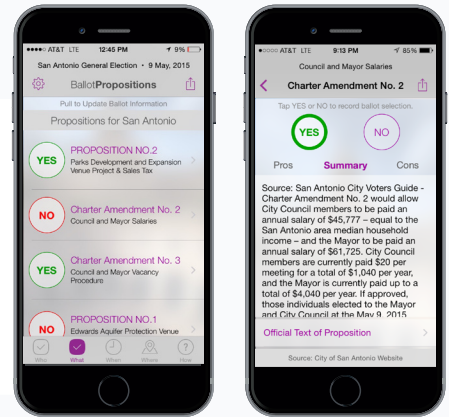 AT&T LTE 12:45 PM 9%
San Antonio General Election • 9 May, 2015
BallotPropositions
Pull to Update Ballot Information
Propositions for San Antonio
YES
PROPOSITION NO.2
Parks Development and Expansion
Venue Project & Sales Tax
NO
Charter Amendment No. 2
Council and Mayor Salaries
YES
Charter Amendment No. 3
Council and Mayor Vacancy
Procedure
NO
PROPOSITION NO.1
Edwards Aquifer Protection Venue
Who What When Where How
AT&T LTE 9:13 PM 85%
Council and Mayor Salaries
Charter Amendment No. 2
Tap YES or NO to record ballot selection.
YES NO
Pros Summary Cons
Source: San Antonio City Voters Guide -
Charter Amendment No. 2 would allow
City Council members to be paid an
annual salary of $45,777 – equal to the
San Antonio area median household
income – and the Mayor to be paid an
annual salary of $61,725. City Council
members are currently paid $20 per
meeting for a total of $1,040 per year,
and the Mayor is currently paid up to a
total of $4,040 per year. If approved,
those individuals elected to the Mayor
and City Council at the May 9, 2015
Official Text of Proposition
Source: City of San Antonio Website